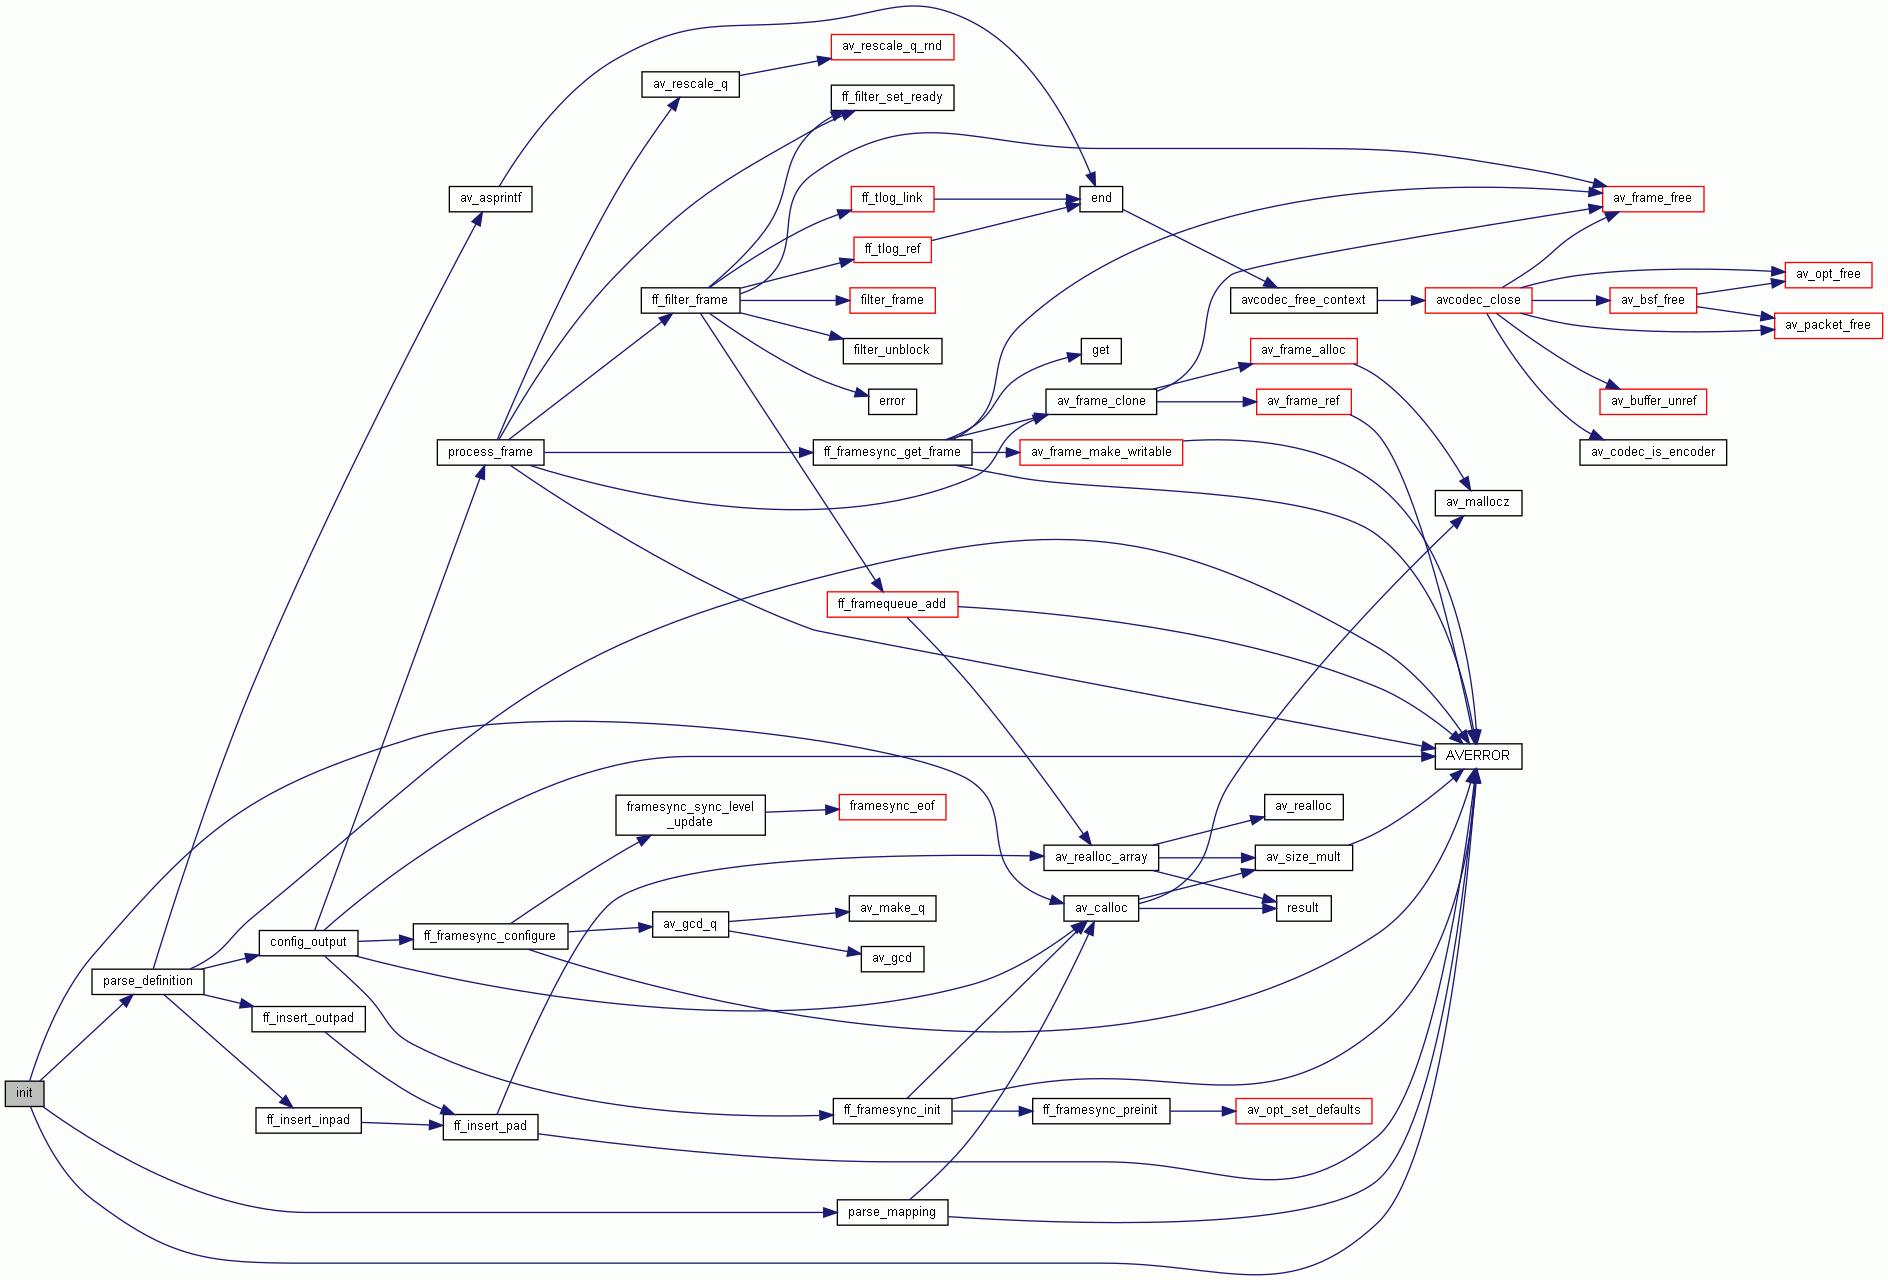 av_rescale_q_rnd
av_rescale_q
ff_filter_set_ready
av_asprintf
ff_tlog_link
end
av_frame_free
ff_tlog_ref
av_opt_free
ff_filter_frame
filter_frame
avcodec_free_context
avcodec_close
av_bsf_free
av_packet_free
filter_unblock
get
av_frame_alloc
error
av_frame_clone
av_frame_ref
av_buffer_unref
process_frame
ff_framesync_get_frame
av_frame_make_writable
av_codec_is_encoder
av_mallocz
ff_framequeue_add
AVERROR
framesync_sync_level
_update
framesync_eof
av_realloc
av_realloc_array
av_size_mult
av_make_q
av_calloc
result
av_gcd_q
config_output
ff_framesync_configure
av_gcd
parse_definition
ff_insert_outpad
init
ff_insert_inpad
ff_insert_pad
ff_framesync_init
ff_framesync_preinit
av_opt_set_defaults
parse_mapping